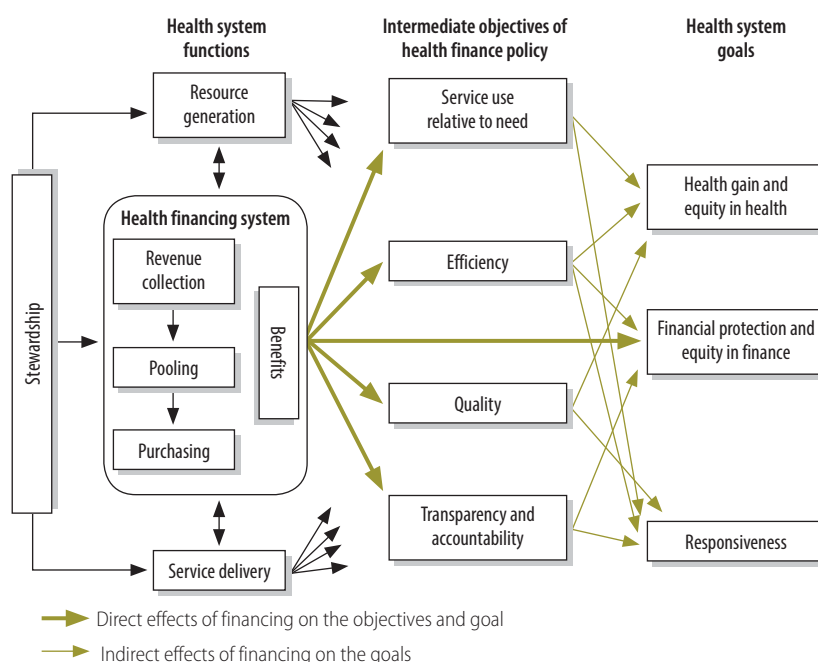 Health system
functions
Intermediate objectives of
health finance policy
Health system
goals
Stewardship
Resource
generation
Health financing system
Revenue
collection
Pooling
Purchasing
Benefits
Service delivery
Service use
relative to need
Efficiency
Quality
Transparency and
accountability
Health gain and
equity in health
Financial protection and
equity in finance
Responsiveness
Direct effects of financing on the objectives and goal
Indirect effects of financing on the goals